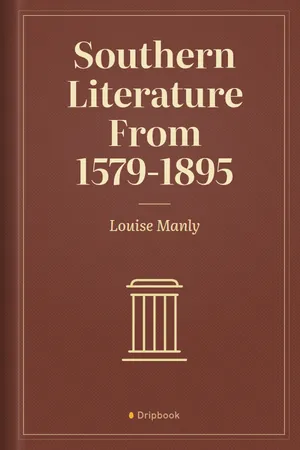 Southern
Literature
From
1579-1895
Louise Manly
Dripbook